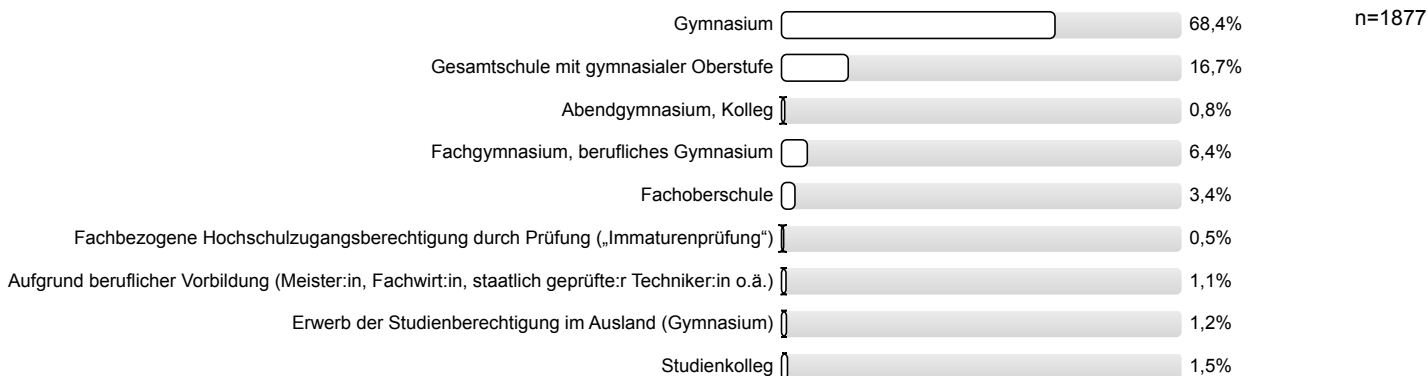 Gymnasium 68,4% n=1877
Gesamtschule mit gymnasialer Oberstufe 16,7%
Abendgymnasium, Kolleg 0,8%
Fachgymnasium, berufliches Gymnasium 6,4%
Fachoberschule 3,4%
Fachbezogene Hochschulzugangsberechtigung durch Prüfung („Immaturenprüfung“) 0,5%
Aufgrund beruflicher Vorbildung (Meister:in, Fachwirt:in, staatlich geprüfte:r Techniker:in o.ä.) 1,1%
Erwerb der Studienberechtigung im Ausland (Gymnasium) 1,2%
Studienkolleg 1,5%